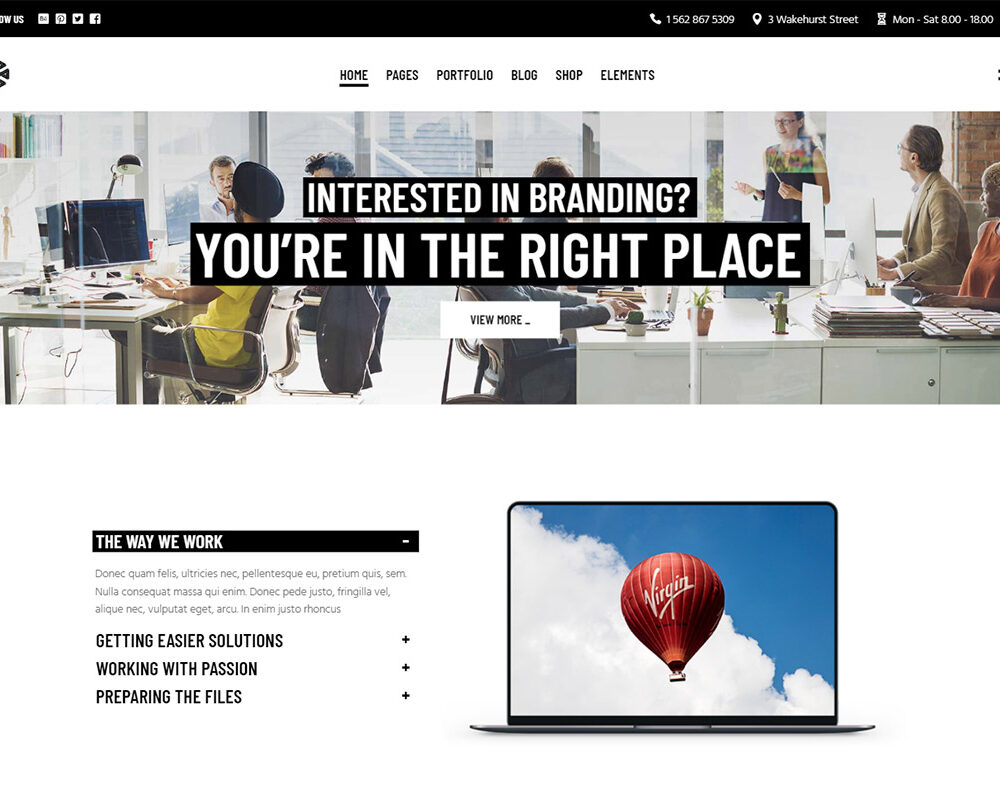 OW US
1 562 867 5309
3 Wakehurst Street
Mon - Sat 8.00 - 18.00
HOME
PAGES
PORTFOLIO
BLOG
SHOP
ELEMENTS
INTERESTED IN BRANDING?
YOU’RE IN THE RIGHT PLACE
VIEW MORE _
THE WAY WE WORK
-
Donec quam felis, ultricies nec, pellentesque eu, pretium quis, sem.
Nulla consequat massa qui enim. Donec pede justo, fringilla vel,
alique nec, vulputat eget, arcu. In enim justo rhoncus
GETTING EASIER SOLUTIONS
+
WORKING WITH PASSION
+
PREPARING THE FILES
+
Virgin